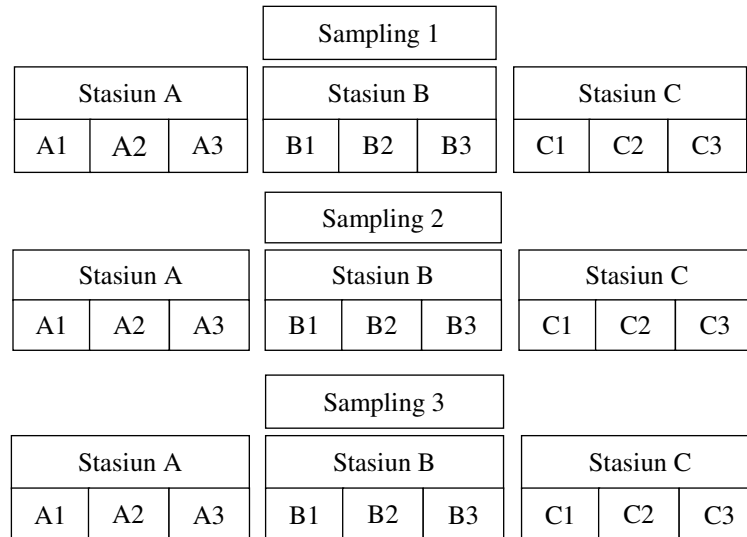 Sampling 1
Stasiun A Stasiun B Stasiun C
A1 A2 A3 B1 B2 B3 C1 C2 C3
Sampling 2
Stasiun A Stasiun B Stasiun C
A1 A2 A3 B1 B2 B3 C1 C2 C3
Sampling 3
Stasiun A Stasiun B Stasiun C
A1 A2 A3 B1 B2 B3 C1 C2 C3